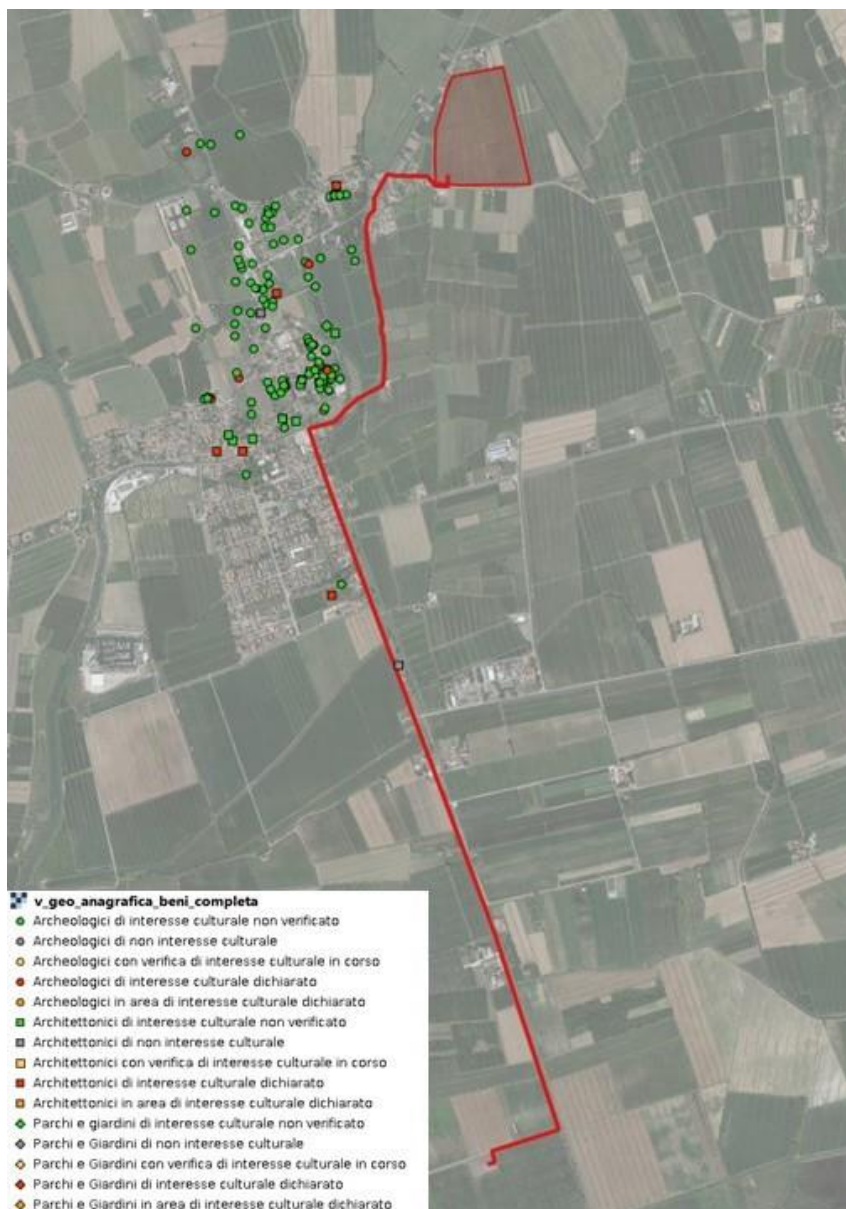 v_geo_anagrafica_beni_completa
Archeologici di interesse culturale non verificato
Archeologici di non interesse culturale
Archeologici con verifica di interesse culturale in corso
Archeologici di interesse culturale dichiarato
Archeologici in area di interesse culturale dichiarato
Architettonici di interesse culturale non verificato
Architettonici di non interesse culturale
Architettonici con verifica di interesse culturale in corso
Architettonici di interesse culturale dichiarato
Architettonici in area di interesse culturale dichiarato
Parchi e giardini di interesse culturale non verificato
Parchi e Giardini di non interesse culturale
Parchi e Giardini con verifica di interesse culturale in corso
Parchi e Giardini di interesse culturale dichiarato
Parchi e Giardini in area di interesse culturale dichiarato